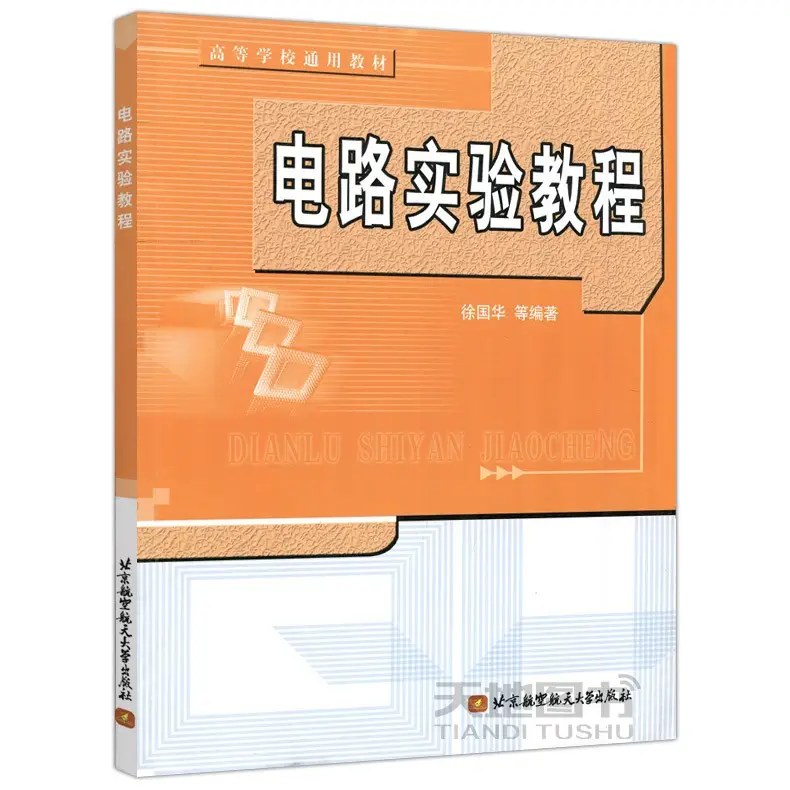 高等学校通用教材
电路实验教程
电路实验教程
徐国华 等编著
DIANLU SHIYAN JIAOCHENG
北京航空航天大学出版社
北京航空航天大学出版社
天地图书
TIANDI TUSHU